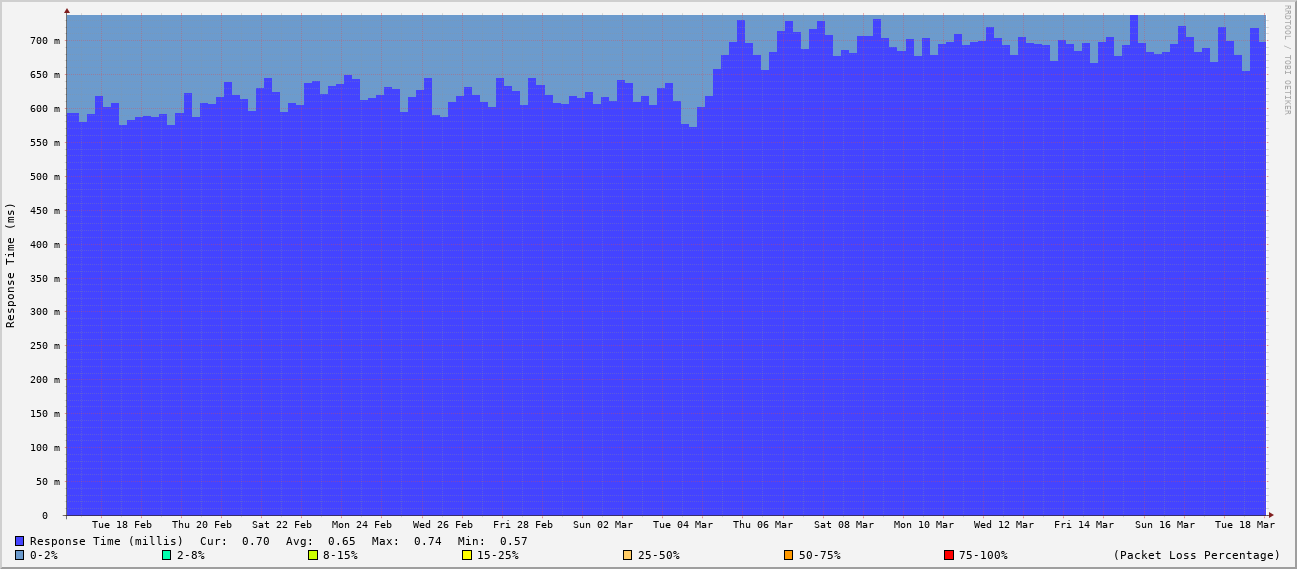 RRDTOOL / TOBI OETIKER
Response Time (ms)
700 m
650 m
600 m
550 m
500 m
450 m
400 m
350 m
300 m
250 m
200 m
150 m
100 m
50 m
0
Tue 18 Feb Thu 20 Feb Sat 22 Feb Mon 24 Feb Wed 26 Feb Fri 28 Feb Sun 02 Mar Tue 04 Mar Thu 06 Mar Sat 08 Mar Mon 10 Mar Wed 12 Mar Fri 14 Mar Sun 16 Mar Tue 18 Mar
Response Time (millis) Cur: 0.70 Avg: 0.65 Max: 0.74 Min: 0.57
0-2% 2-8% 8-15% 15-25% 25-50% 50-75% 75-100% (Packet Loss Percentage)